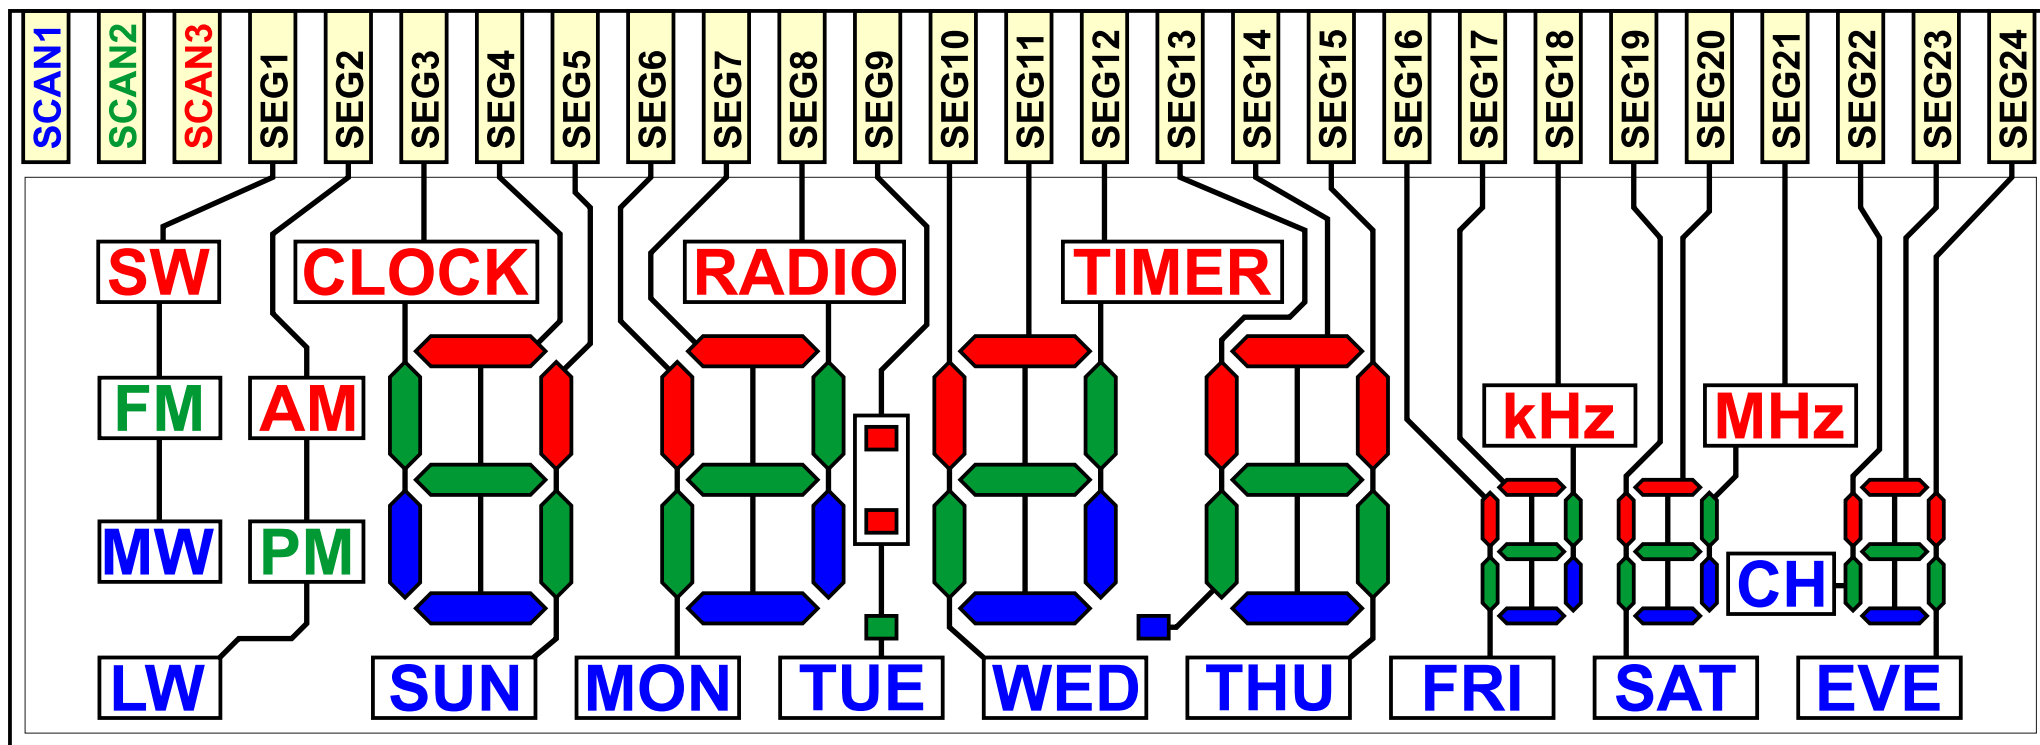 SCAN1 SCAN2 SCAN3 SEG1 SEG2 SEG3 SEG4 SEG5 SEG6 SEG7 SEG8 SEG9 SEG10 SEG11 SEG12 SEG13 SEG14 SEG15 SEG16 SEG17 SEG18 SEG19 SEG20 SEG21 SEG22 SEG23 SEG24
SW CLOCK RADIO TIMER
FM AM kHz MHz
MW PM CH
LW SUN MON TUE WED THU FRI SAT EVE